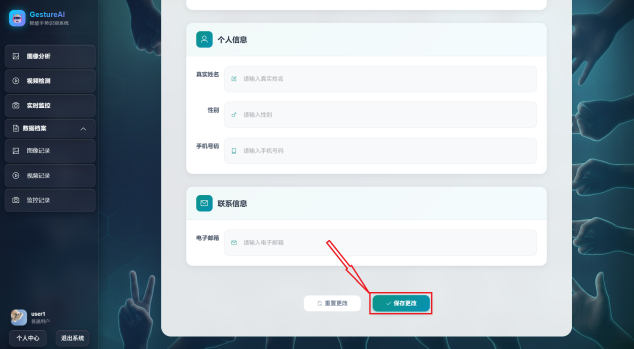 GestureAI
智能手势识别系统
图像分析
视频检测
实时监控
数据档案
图像记录
视频记录
监控记录
user1
普通用户
个人中心
退出系统
个人信息
真实姓名
请输入真实姓名
性别
请输入性别
手机号码
请输入手机号码
联系信息
电子邮箱
请输入电子邮箱
重置更改
保存更改